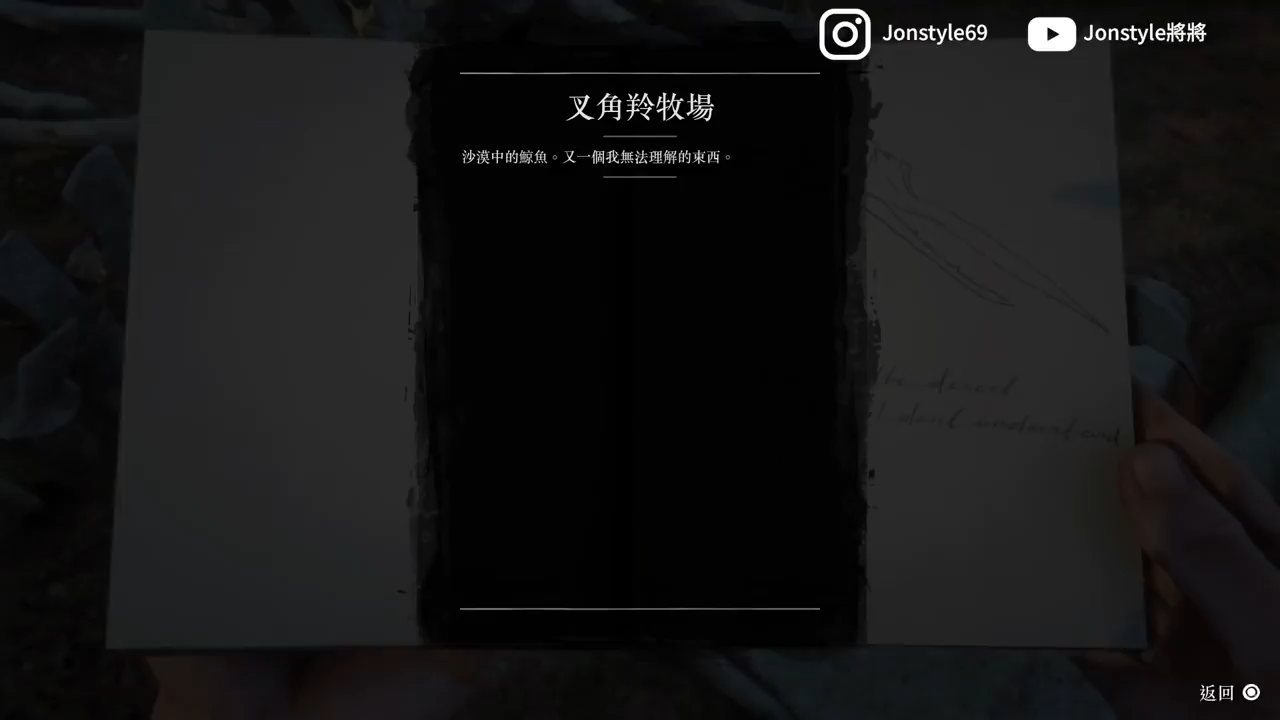 Jonstyle69
Jonstyle將將
叉角羚牧場
沙漠中的鯨魚。又一個我無法理解的東西。
返回